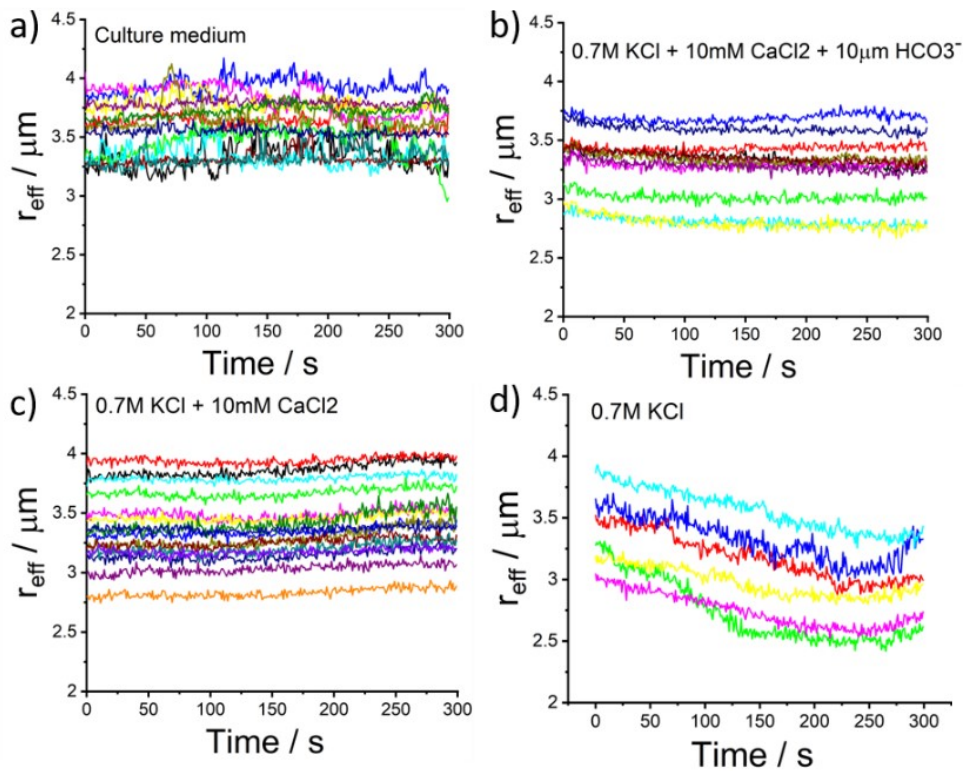 a)
Culture medium
4.5
4
3.5
3
2.5
2
r_eff / μm
0 50 100 150 200 250 300
Time / s
b)
0.7M KCl + 10mM CaCl2 + 10μm HCO3⁻
4.5
4
3.5
3
2.5
2
r_eff / μm
0 50 100 150 200 250 300
Time / s
c)
0.7M KCl + 10mM CaCl2
4.5
4
3.5
3
2.5
2
r_eff / μm
0 50 100 150 200 250 300
Time / s
d)
0.7M KCl
4.5
4
3.5
3
2.5
2
r_eff / μm
0 50 100 150 200 250 300
Time / s